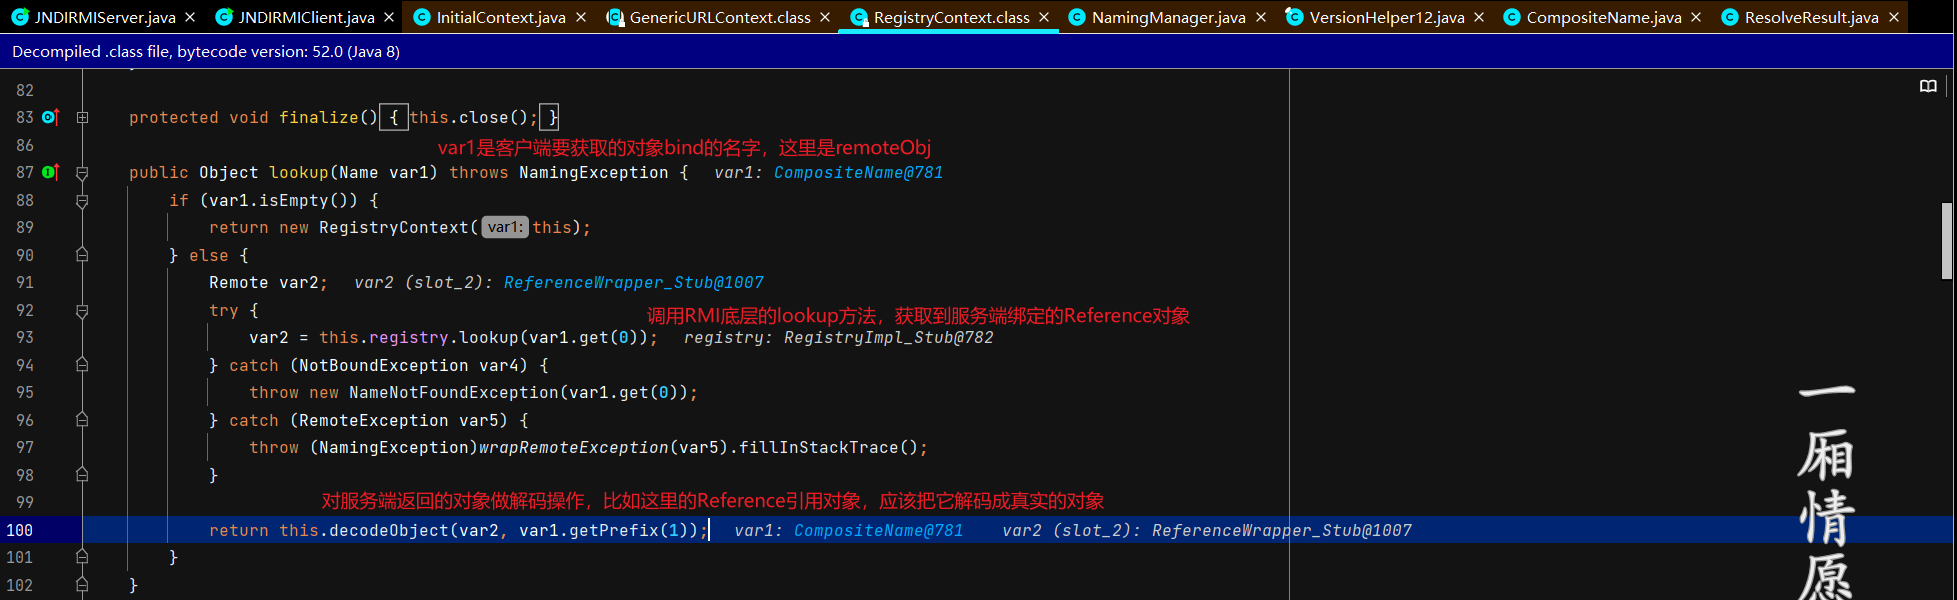 JNDIRMIServer.java × JNDIRMIClient.java × InitialContext.java × GenericURLContext.class × RegistryContext.class × NamingManager.java × VersionHelper12.java × CompositeName.java × ResolveResult.java ×
Decompiled .class file, bytecode version: 52.0 (Java 8)
82
83 protected void finalize() { this.close(); }
86 var1是客户端要获取的对象bind的名字，这里是remoteObj
87 public Object lookup(Name var1) throws NamingException { var1: CompositeName@781
88 if (var1.isEmpty()) {
89 return new RegistryContext( var1: this);
90 } else {
91 Remote var2; var2 (slot_2): ReferenceWrapper_Stub@1007
92 try { 调用RMI底层的lookup方法，获取到服务端绑定的Reference对象
93 var2 = this.registry.lookup(var1.get(0)); registry: RegistryImpl_Stub@782
94 } catch (NotBoundException var4) {
95 throw new NameNotFoundException(var1.get(0));
96 } catch (RemoteException var5) {
97 throw (NamingException)wrapRemoteException(var5).fillInStackTrace();
98 }
99 对服务端返回的对象做解码操作，比如这里的Reference引用对象，应该把它解码成真实的对象
100 return this.decodeObject(var2, var1.getPrefix(1)); var1: CompositeName@781 var2 (slot_2): ReferenceWrapper_Stub@1007
101 }
102 }
一厢情愿